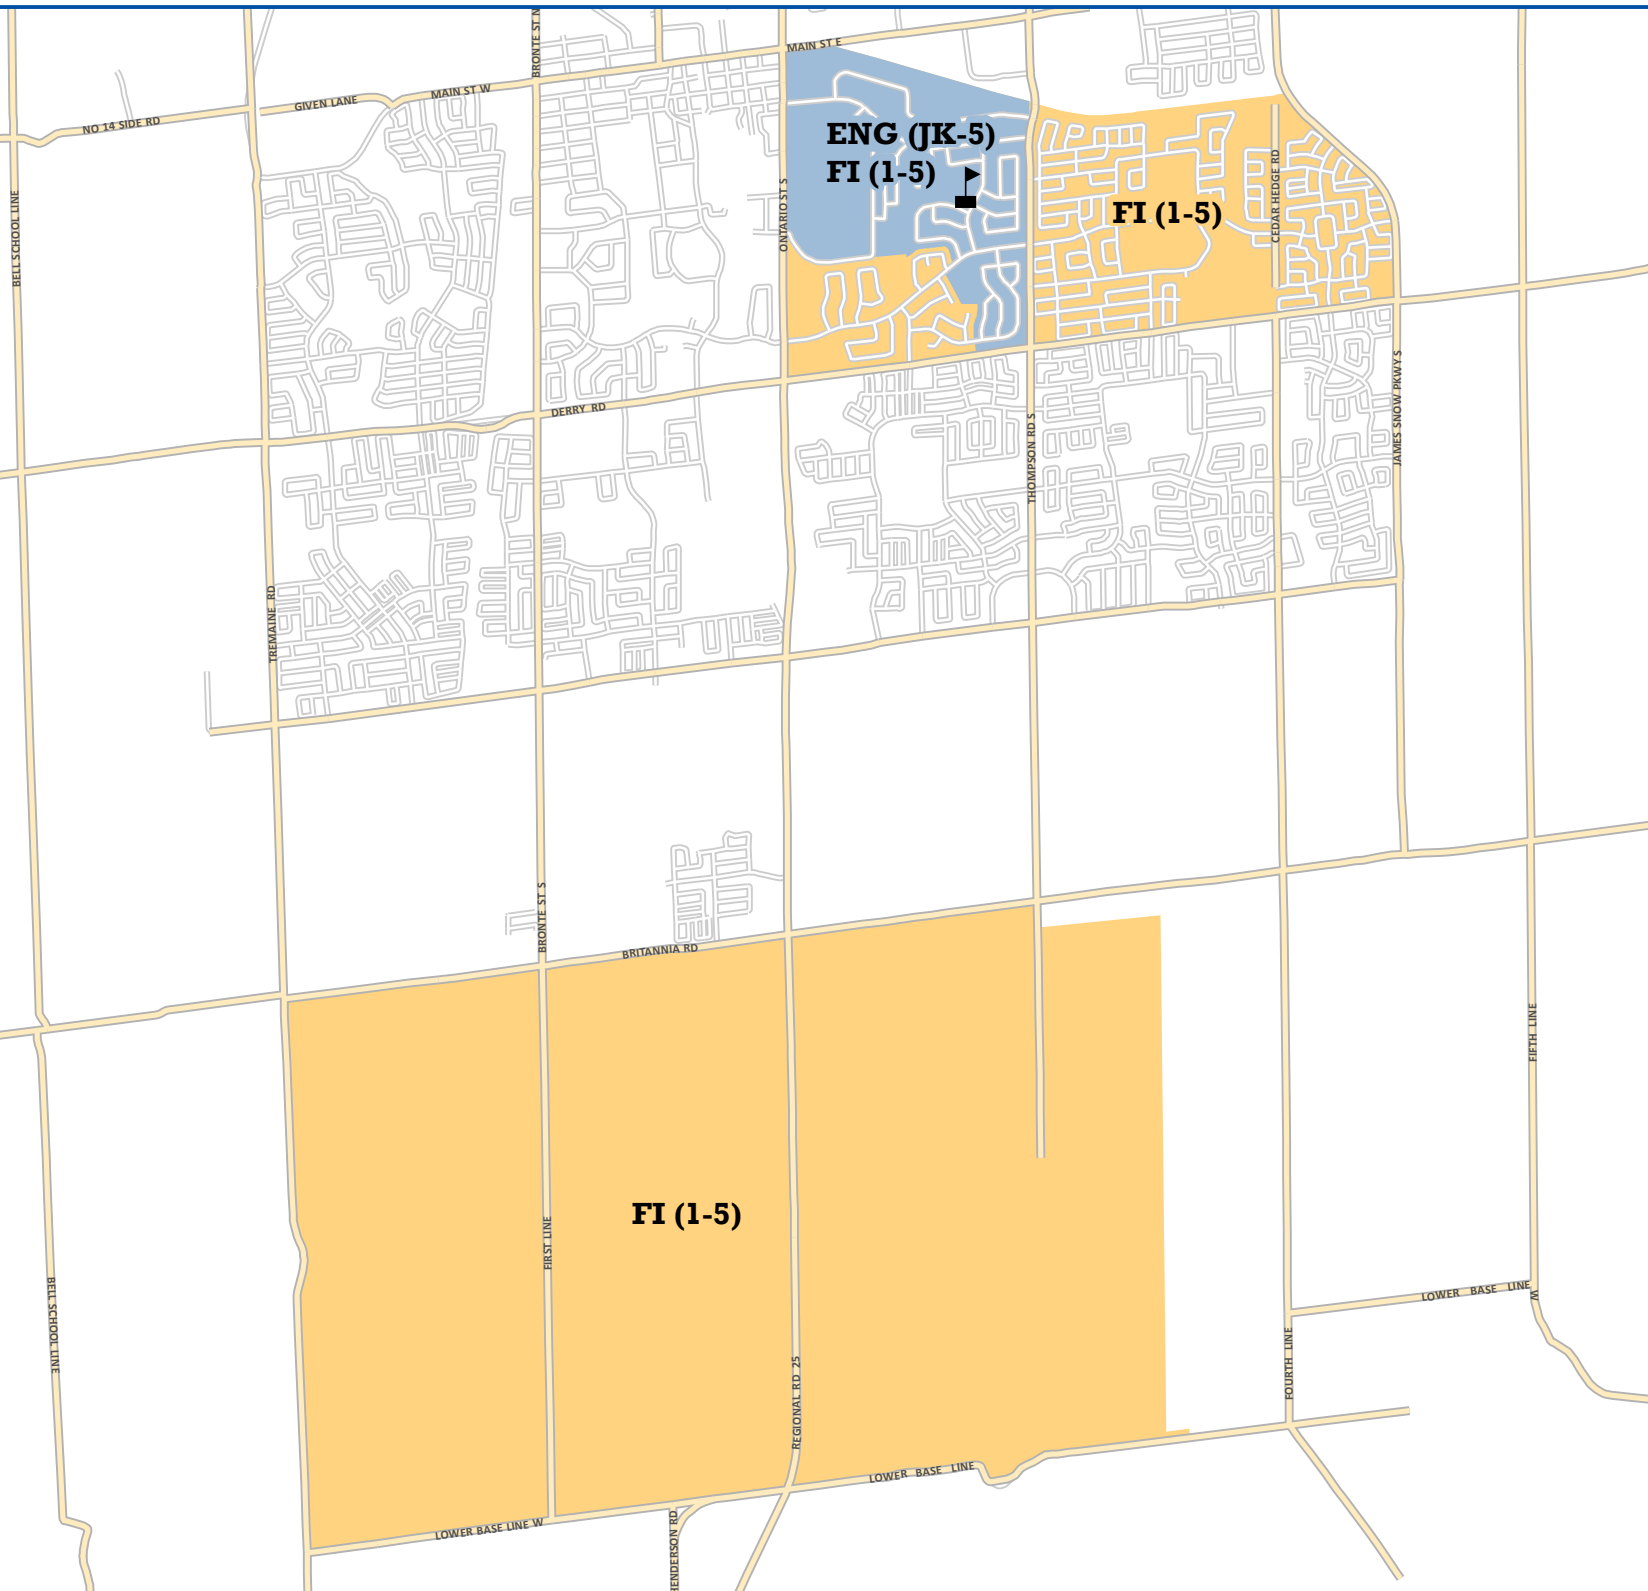 BRONTE ST N
MAIN ST E
MAIN ST W
GIVEN LANE
NO 14 SIDE RD
ENG (JK-5)
FI (1-5)
FI (1-5)
BELL SCHOOL LINE
ONTARIO ST S
CEDAR HEDGE RD
DERRY RD
THOMPSON RD S
JAMES SNOW PKWY S
TREMAINE RD
BRONTE ST S
BRITANNIA RD
FIFTH LINE
FI (1-5)
FIRST LINE
BELL SCHOOL LINE
LOWER BASE LINE W
REGIONAL RD 25
FOURTH LINE
LOWER BASE LINE
LOWER BASE LINE W
HENDERSON RD